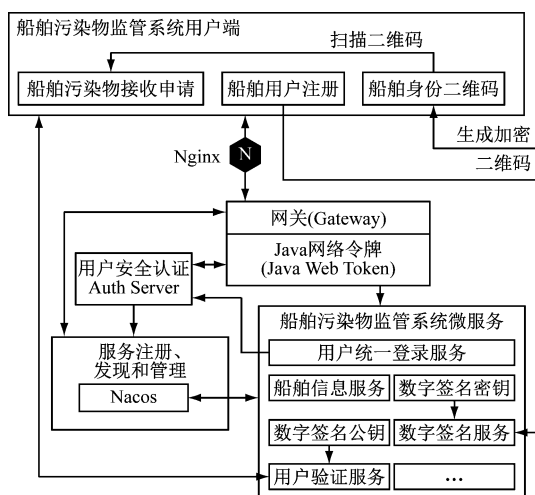 船舶污染物监管系统用户端
扫描二维码
船舶污染物接收申请
船舶用户注册
船舶身份二维码
生成加密
二维码
Nginx
N
网关(Gateway)
Java网络令牌
(Java Web Token)
用户安全认证
Auth Server
船舶污染物监管系统微服务
服务注册、
发现和管理
Nacos
用户统一登录服务
船舶信息服务
数字签名密钥
数字签名公钥
数字签名服务
用户验证服务
…